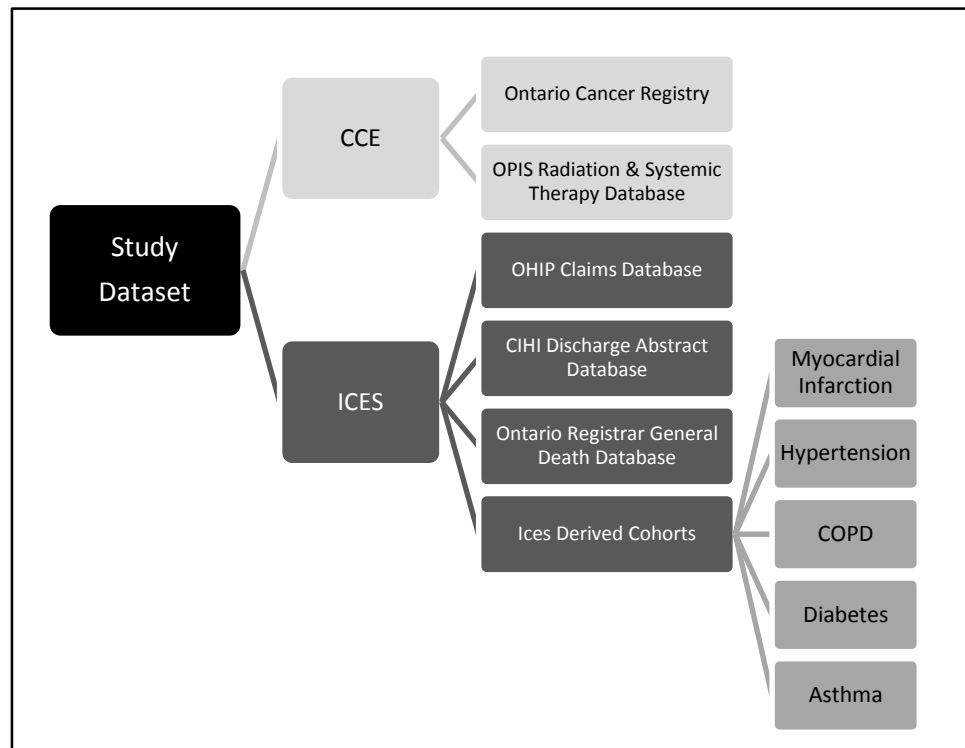 Study
Dataset
CCE
Ontario Cancer Registry
OPIS Radiation & Systemic
Therapy Database
ICES
OHIP Claims Database
CIHI Discharge Abstract
Database
Ontario Registrar General
Death Database
Ices Derived Cohorts
Myocardial
Infarction
Hypertension
COPD
Diabetes
Asthma